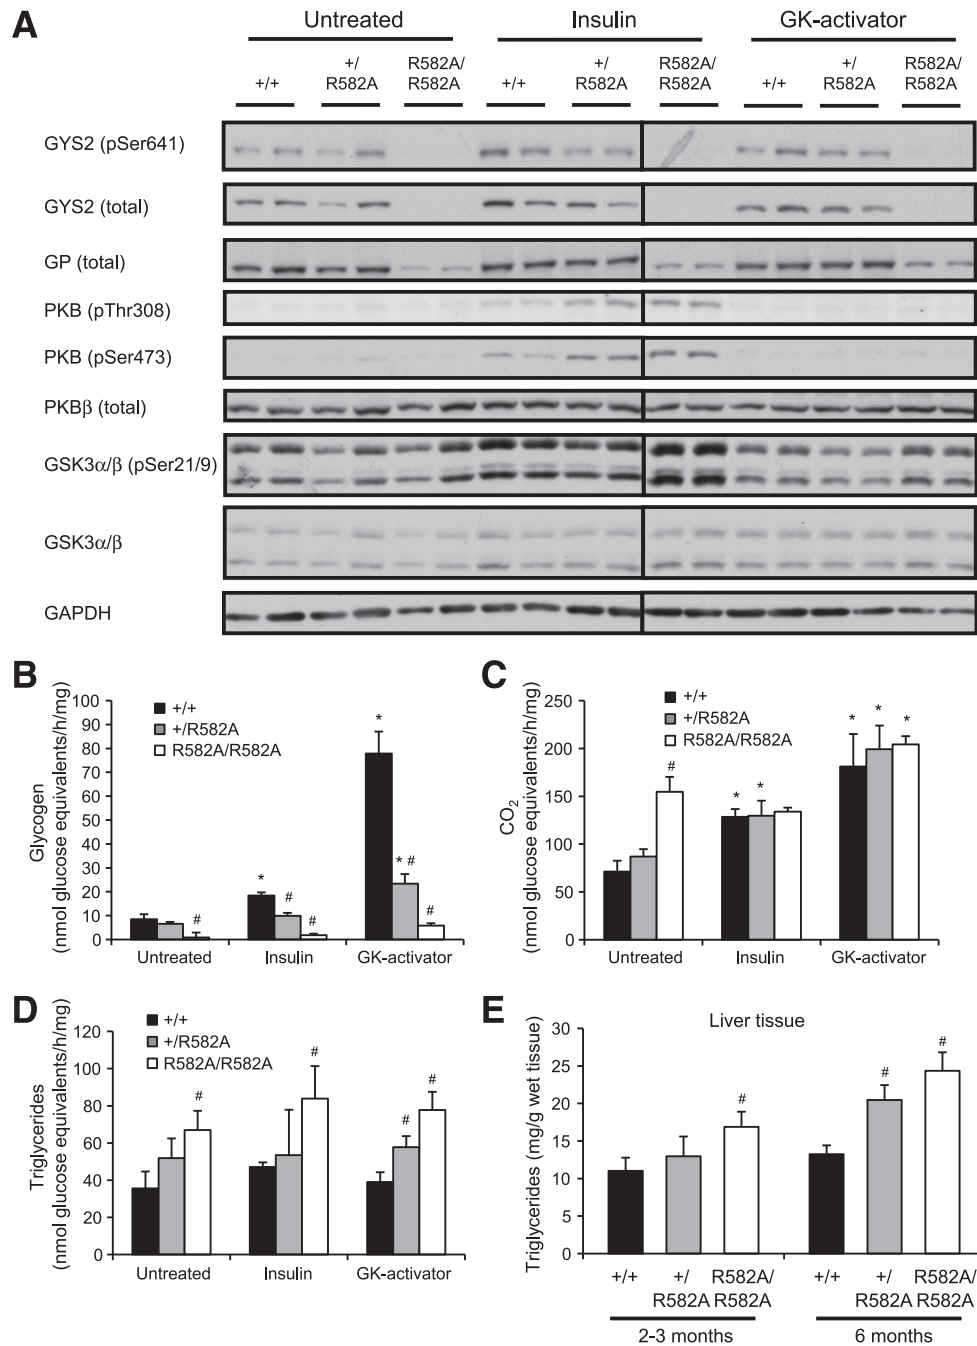 A
Untreated Insulin GK-activator
+/+ +/ R582A R582A/ R582A +/+ +/ R582A R582A/ R582A +/+ +/ R582A R582A/ R582A
GYS2 (pSer641)
GYS2 (total)
GP (total)
PKB (pThr308)
PKB (pSer473)
PKBβ (total)
GSK3α/β (pSer21/9)
GSK3α/β
GAPDH
B
Glycogen
(nmol glucose equivalents/h/mg)
100
90
80
70
60
50
40
30
20
10
0
+/+
+/R582A
R582A/R582A
#
* # #
* * # #
Untreated Insulin GK-activator
C
CO2
(nmol glucose equivalents/h/mg)
250
200
150
100
50
0
+/+
+/R582A
R582A/R582A
#
* *
* * *
Untreated Insulin GK-activator
D
Triglycerides
(nmol glucose equivalents/h/mg)
120
100
80
60
40
20
0
+/+
+/R582A
R582A/R582A
#
#
# #
Untreated Insulin GK-activator
E
Liver tissue
Triglycerides (mg/g wet tissue)
30
25
20
15
10
5
0
#
# #
+/+ +/ R582A/ +/+ +/ R582A/
R582A R582A R582A R582A
2-3 months 6 months